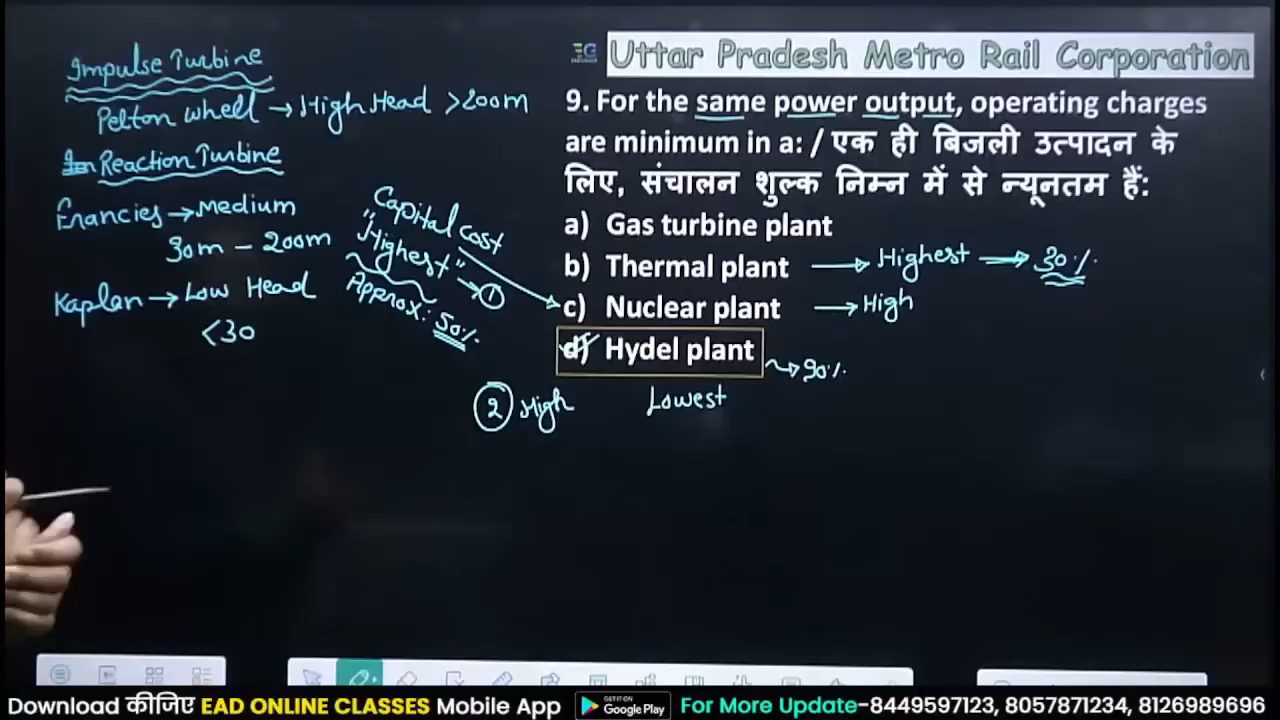 Impulse Turbine
Pelton wheel → High Head >200m
In Reaction Turbine
Francies → Medium
30m - 200m
Kaplan → Low Head
<30
Capital cost
"Highest" → 1
Approx: 50%.
EG
Uttar Pradesh Metro Rail Corporation
9. For the same power output, operating charges
are minimum in a: / एक ही बिजली उत्पादन के
लिए, संचालन शुल्क निम्न में से न्यूनतम हैं:
a) Gas turbine plant
b) Thermal plant → Highest → 30%.
c) Nuclear plant → High
d) Hydel plant → 90%.
2 High Lowest
Download कीजिए EAD ONLINE CLASSES Mobile App GET IT ON Google Play For More Update-8449597123, 8057871234, 8126989696